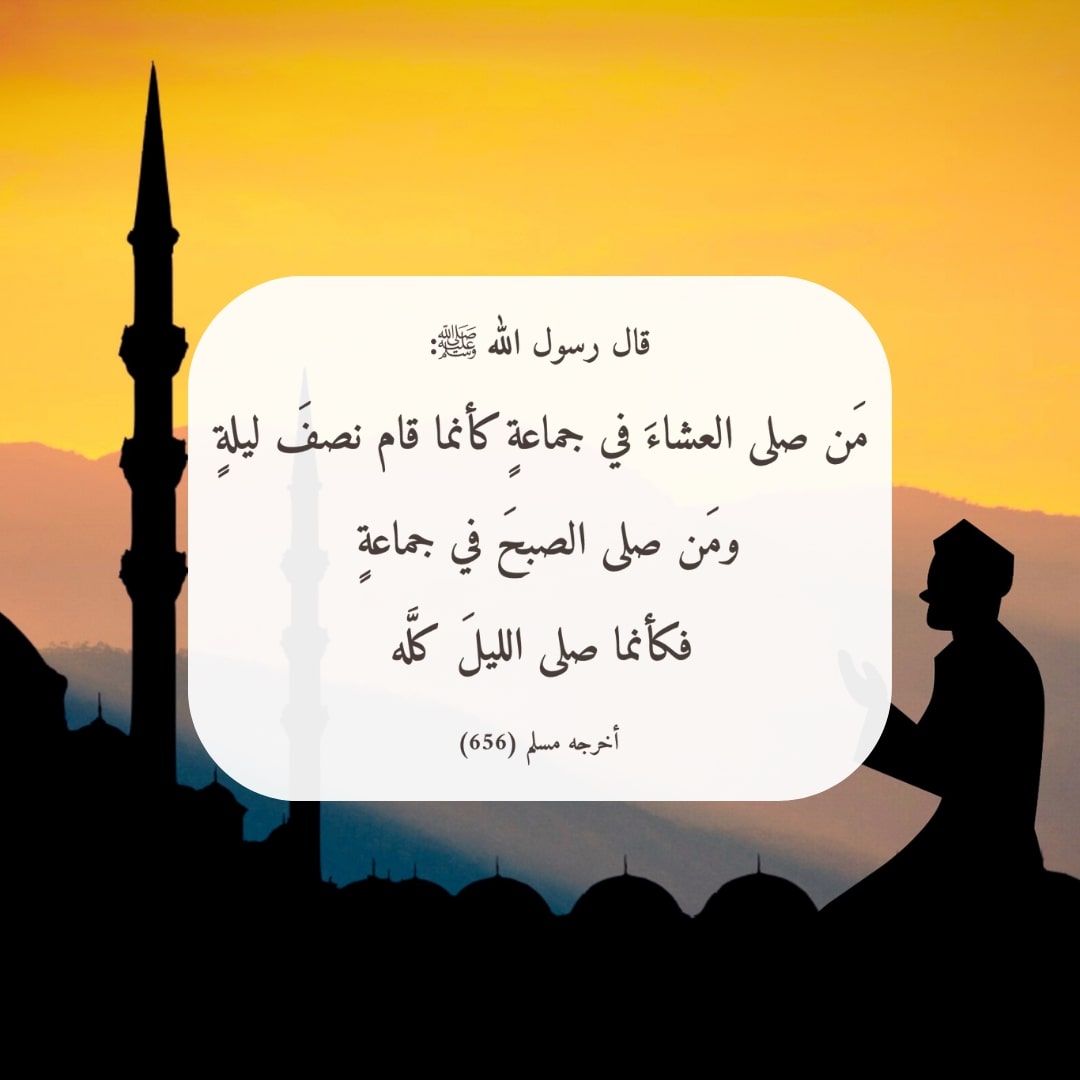 قال رسول الله ﷺ:
مَن صلى العشاءَ في جماعةٍ كأنما قام نصفَ ليلةٍ
ومَن صلى الصبحَ في جماعةٍ
فكأنما صلى الليلَ كلَّه
أخرجه مسلم (656)